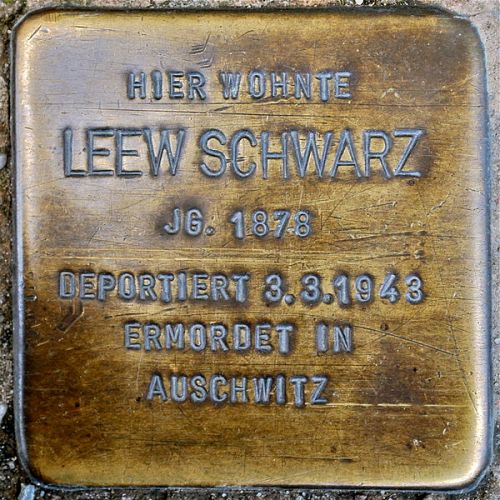 HIER WOHNTE
LEEW SCHWARZ
JG. 1878
DEPORTIERT 3.3.1943
ERMORDET IN
AUSCHWITZ